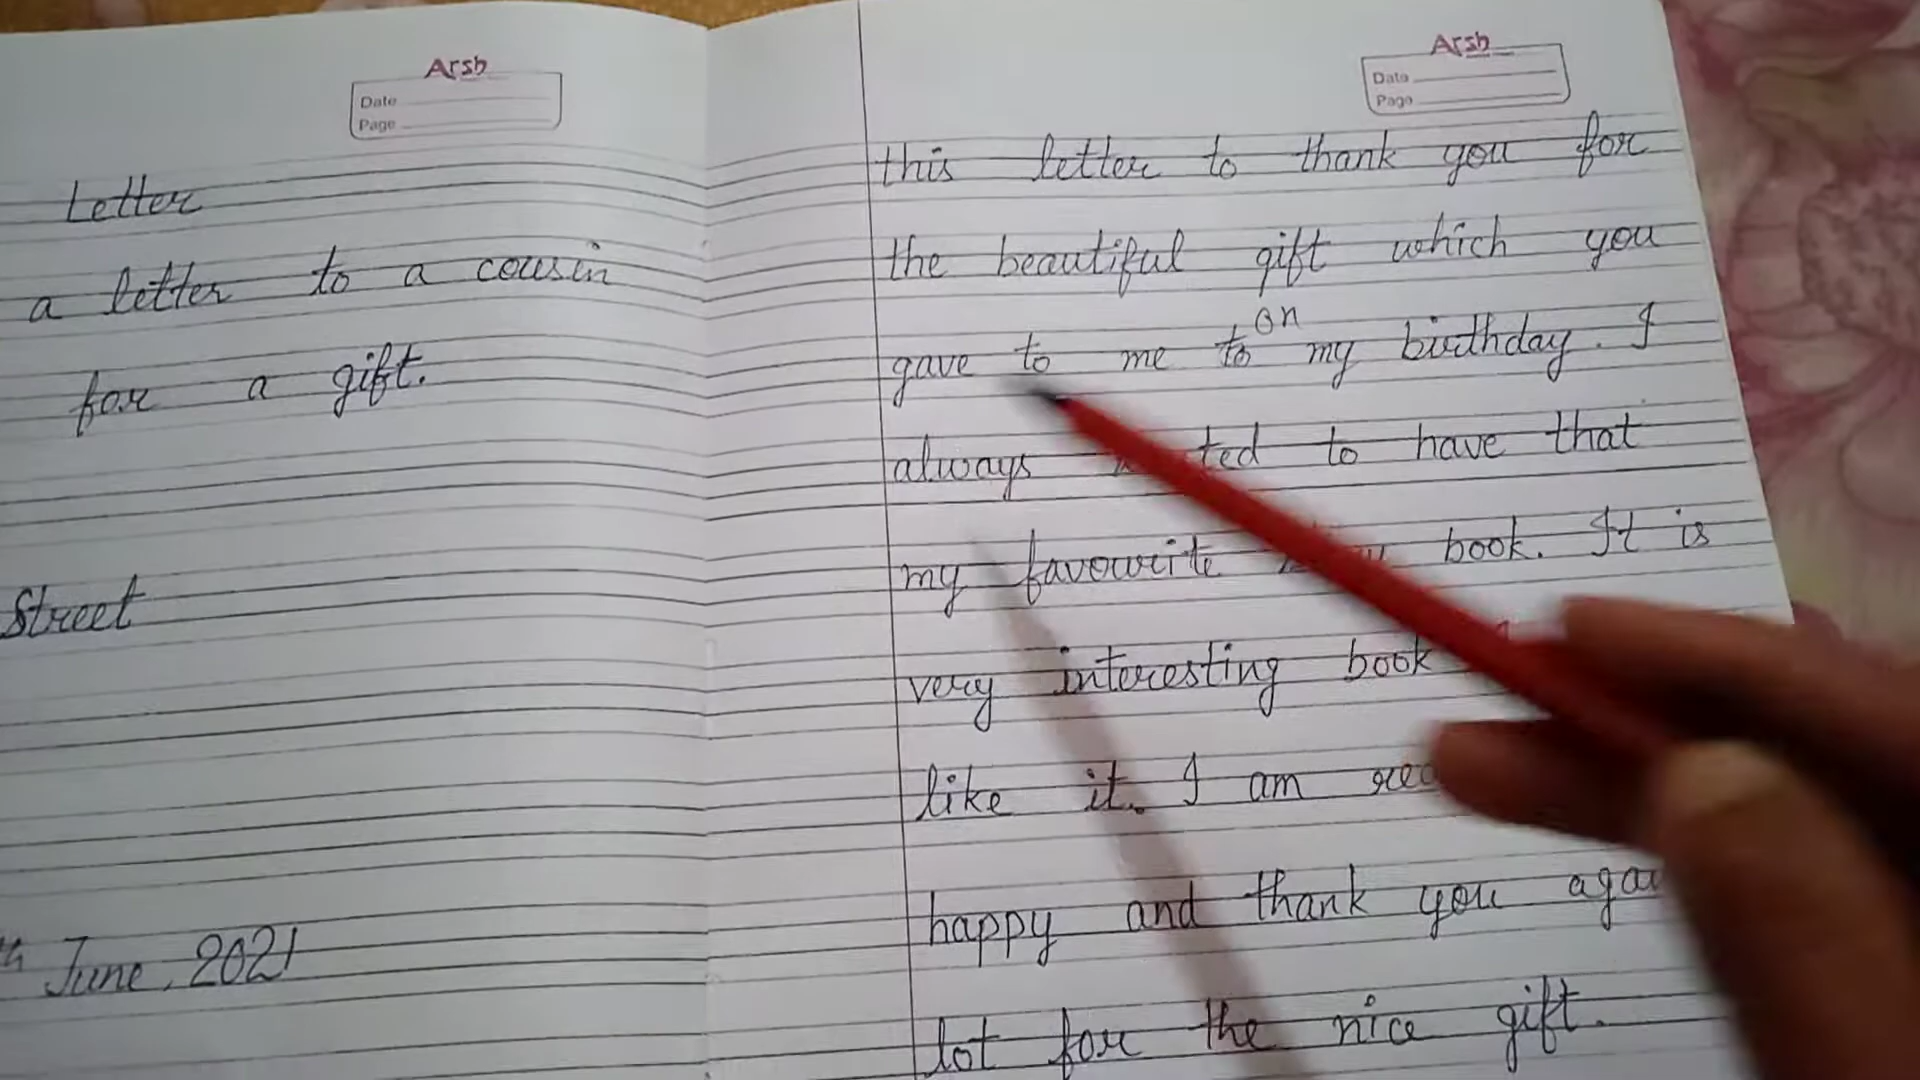 Arsh
Date
Page
Letter
a letter to a cousin
for a gift.
Street
June, 2021
Arsh
Date
Page
this letter to thank you for
the beautiful gift which you
gave to me to on my birthday. I
always to have that
my favourite book. It is
very interesting book
like it. I am
happy and thank you
lot for the nice gift.